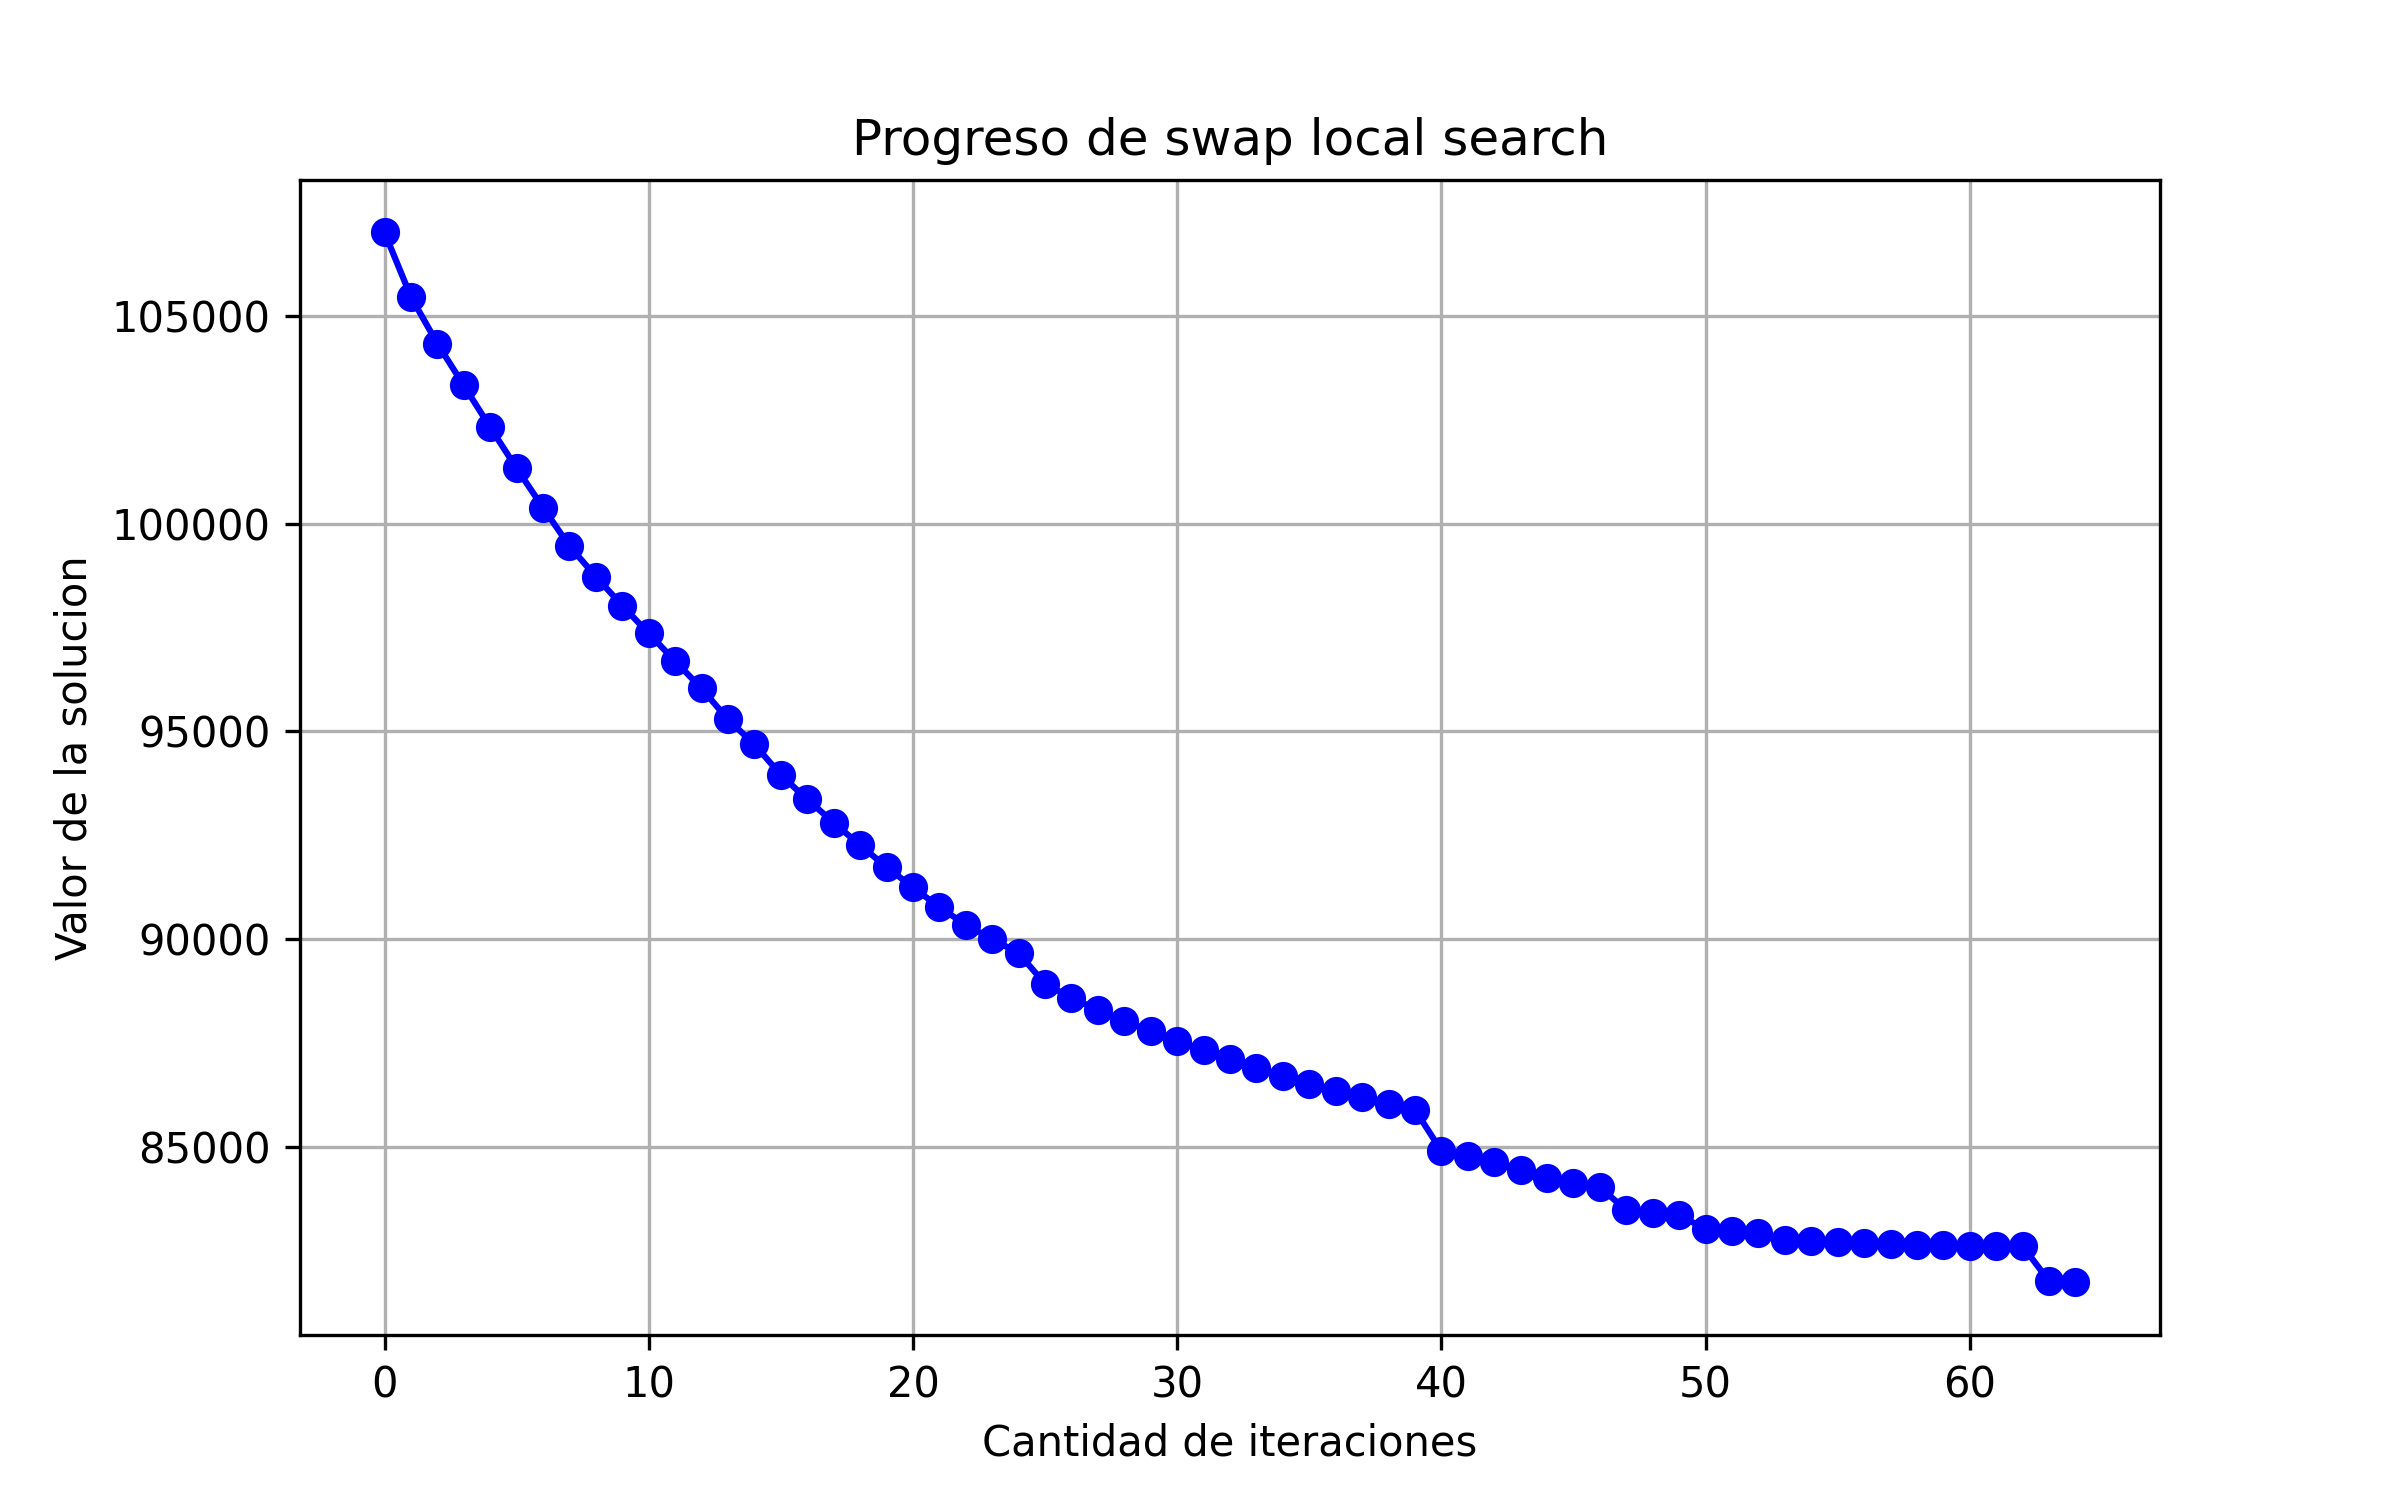 Progreso de swap local search
Valor de la solucion
105000
100000
95000
90000
85000
0 10 20 30 40 50 60
Cantidad de iteraciones